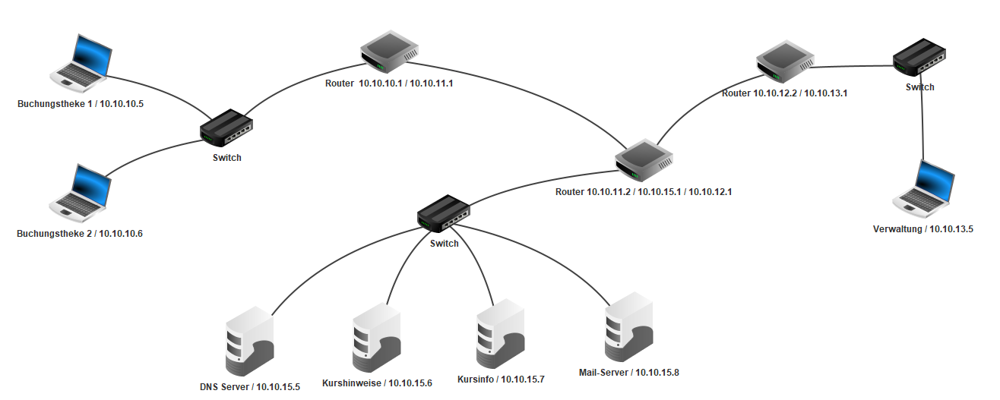 Router 10.10.10.1 / 10.10.11.1
Router 10.10.12.2 / 10.10.13.1
Switch
Buchungstheke 1 / 10.10.10.5
Switch
Router 10.10.11.2 / 10.10.15.1 / 10.10.12.1
Buchungstheke 2 / 10.10.10.6
Verwaltung / 10.10.13.5
Switch
DNS Server / 10.10.15.5
Kurshinweise / 10.10.15.6
Kursinfo / 10.10.15.7
Mail-Server / 10.10.15.8